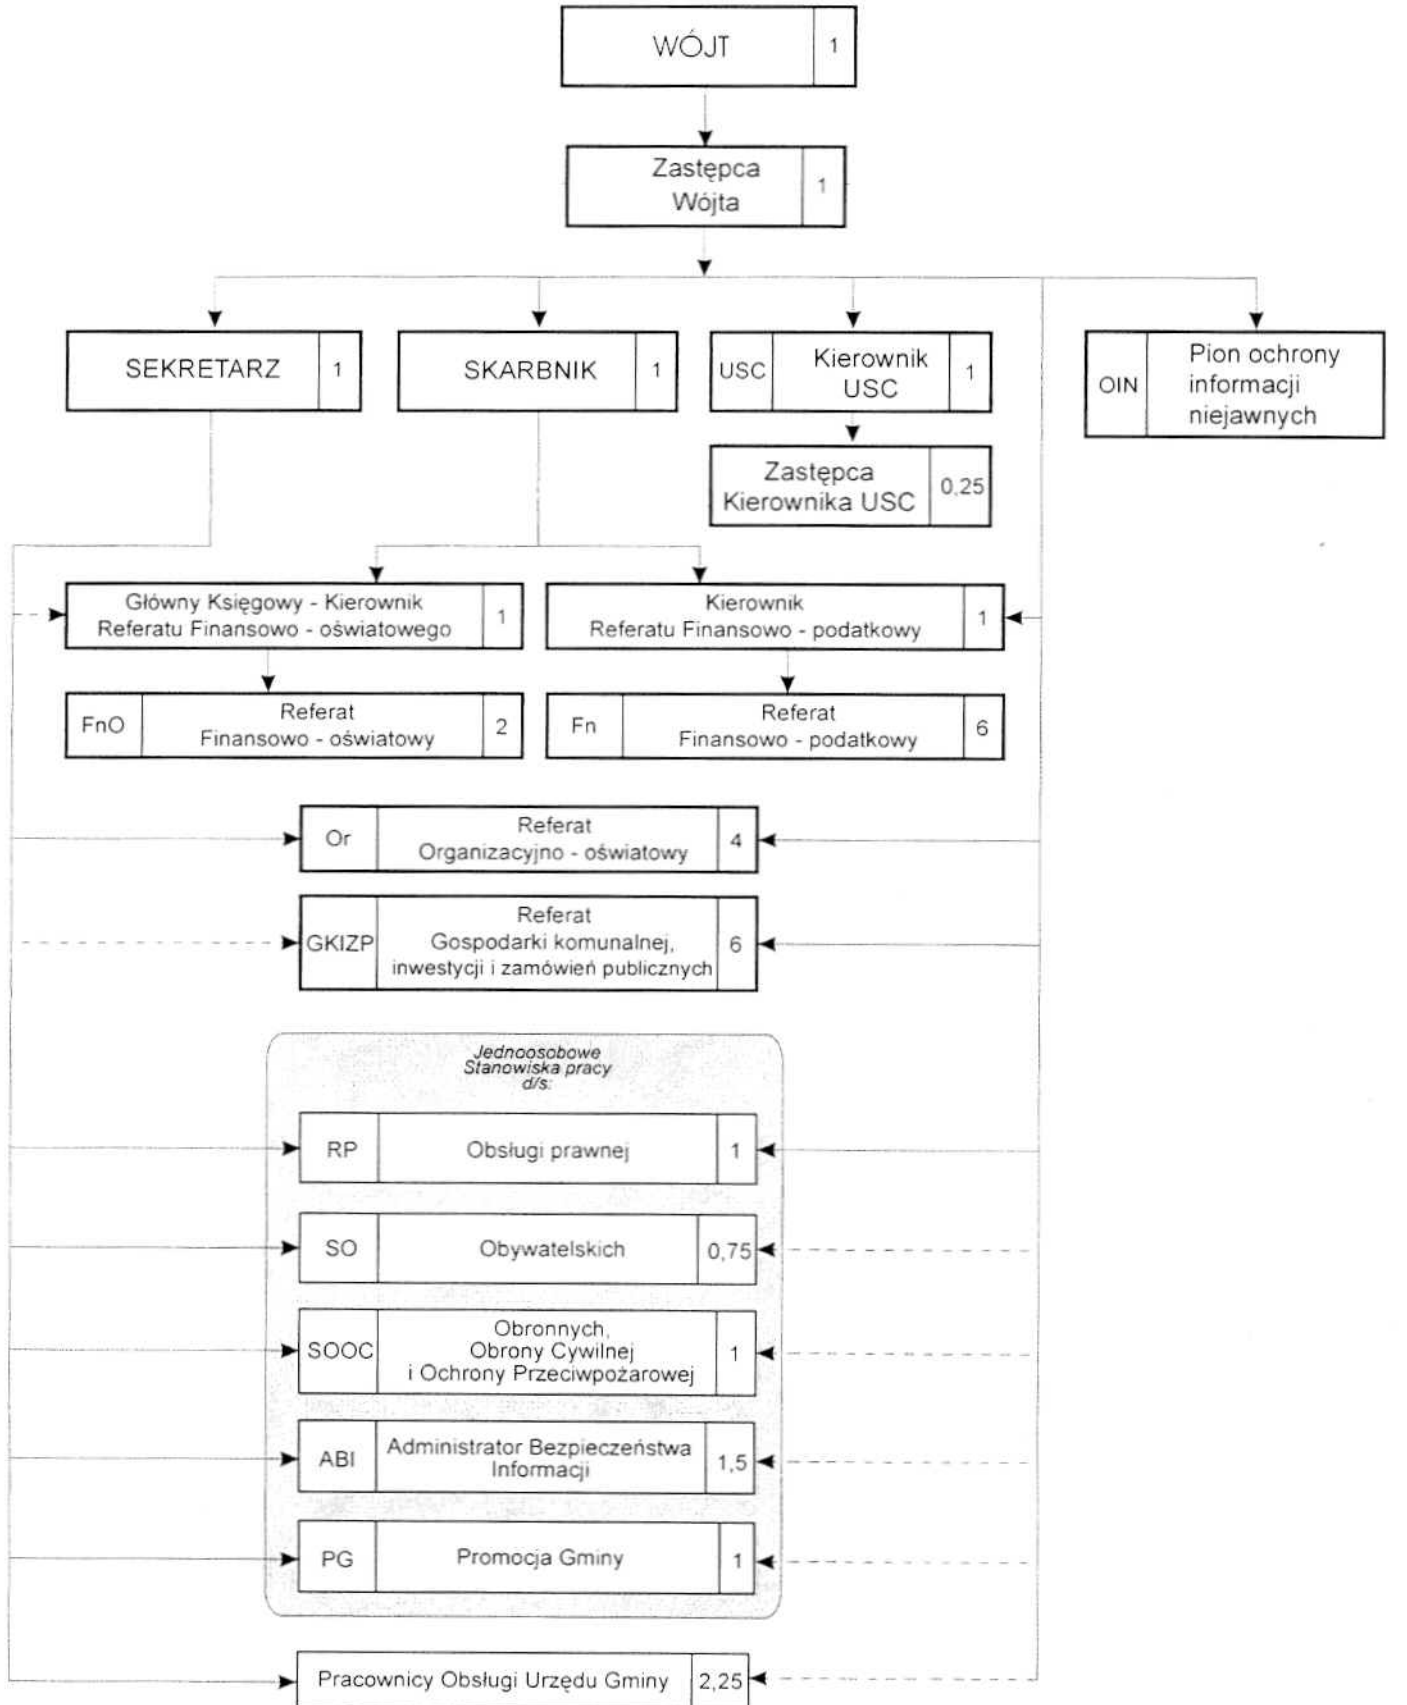 WÓJT 1
Zastępca
Wójta
1
SEKRETARZ 1
SKARBNIK 1
USC
Kierownik
USC
1
OIN
Pion ochrony
informacji
niejawnych
Zastępca
Kierownika USC
0,25
Główny Księgowy - Kierownik
Referatu Finansowo - oświatowego
1
Kierownik
Referatu Finansowo - podatkowy
1
FnO
Referat
Finansowo - oświatowy
2
Fn
Referat
Finansowo - podatkowy
6
Or
Referat
Organizacyjno - oświatowy
4
GKIZP
Referat
Gospodarki komunalnej,
inwestycji i zamówień publicznych
6
Jednoosobowe
Stanowiska pracy
d/s:
RP Obsługi prawnej 1
SO Obywatelskich 0,75
SOOC
Obronnych,
Obrony Cywilnej
i Ochrony Przeciwpożarowej
1
ABI
Administrator Bezpieczeństwa
Informacji
1,5
PG Promocja Gminy 1
Pracownicy Obsługi Urzędu Gminy 2,25